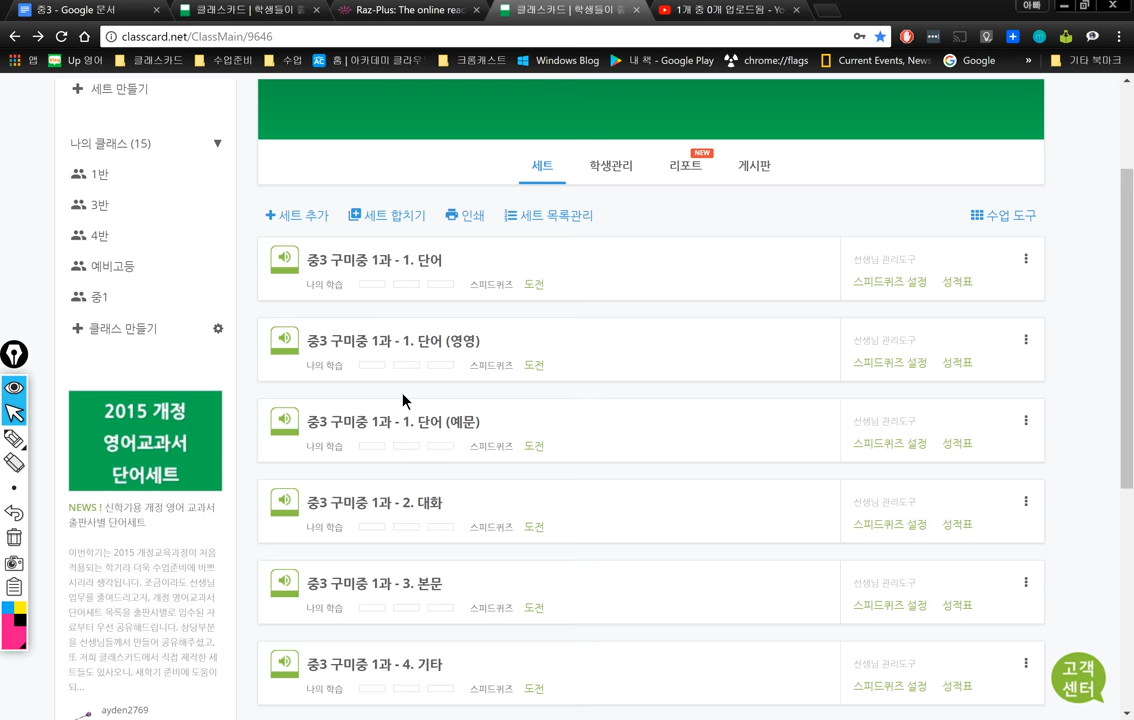 중3 - Google 문서
클래스카드 | 학생들이 좋
Raz-Plus: The online reac
클래스카드 | 학생들이 좋
1개 중 0개 업로드됨 - Yo
아빠
classcard.net/ClassMain/9646
앱
Up 영어
클래스카드
수업준비
수업
홈 | 아카데미 클라우
크롬캐스트
Windows Blog
내 책 - Google Play
chrome://flags
Current Events, News
Google
»
기타 북마크
+ 세트 만들기
나의 클래스 (15) ▼
1반
3반
4반
예비고등
중1
+ 클래스 만들기
2015 개정
영어교과서
단어세트
NEWS ! 신학기용 개정 영어 교과서
출판사별 단어세트
이번학기는 2015 개정교육과정이 처음
적용되는 학기라 더욱 수업준비에 바쁘
시리라 생각됩니다. 조금이라도 선생님
업무를 줄여드리고자, 개정 영어교과서
단어세트 목록을 출판사별로 입수된 자
료부터 우선 공유해드립니다. 상당부분
을 선생님들께서 만들어 공유해주셨고,
또 저희 클래스카드에서 직접 제작한 세
트들도 있사오니, 새학기 준비에 도움이
되...
ayden2769
세트
학생관리
NEW
리포트
게시판
+ 세트 추가
세트 합치기
인쇄
세트 목록관리
수업 도구
중3 구미중 1과 - 1. 단어
나의 학습
스피드퀴즈 도전
선생님 관리도구
스피드퀴즈 설정 성적표
중3 구미중 1과 - 1. 단어 (영영)
나의 학습
스피드퀴즈 도전
선생님 관리도구
스피드퀴즈 설정 성적표
중3 구미중 1과 - 1. 단어 (예문)
나의 학습
스피드퀴즈 도전
선생님 관리도구
스피드퀴즈 설정 성적표
중3 구미중 1과 - 2. 대화
나의 학습
스피드퀴즈 도전
선생님 관리도구
스피드퀴즈 설정 성적표
중3 구미중 1과 - 3. 본문
나의 학습
스피드퀴즈 도전
선생님 관리도구
스피드퀴즈 설정 성적표
중3 구미중 1과 - 4. 기타
나의 학습
스피드퀴즈 도전
선생님 관리도구
스피드퀴즈 설정 성적표
고객
센터